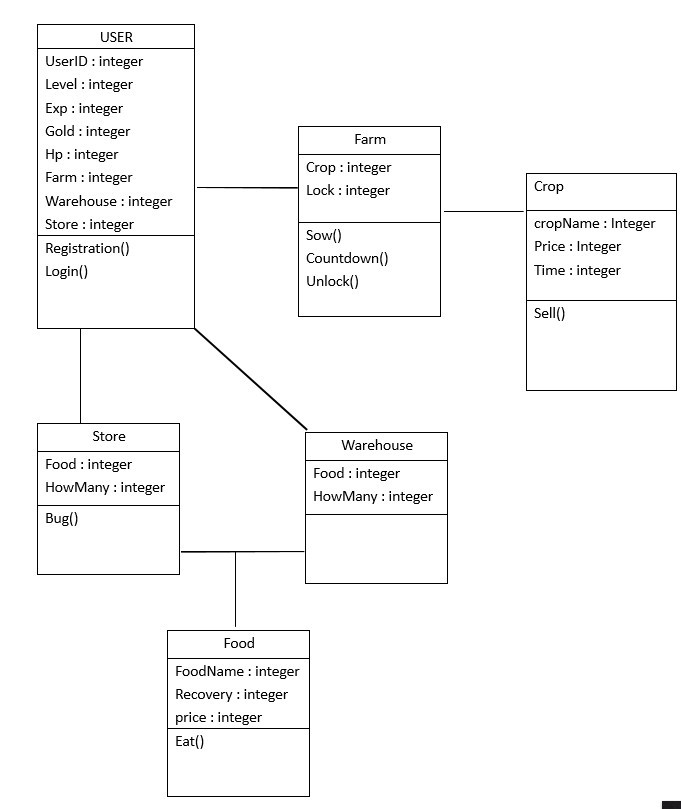 USER
UserID : integer
Level : integer
Exp : integer
Gold : integer
Hp : integer
Farm : integer
Warehouse : integer
Store : integer
Registration()
Login()
Farm
Crop : integer
Lock : integer
Sow()
Countdown()
Unlock()
Crop
cropName : Integer
Price : Integer
Time : integer
Sell()
Store
Food : integer
HowMany : integer
Bug()
Warehouse
Food : integer
HowMany : integer
Food
FoodName : integer
Recovery : integer
price : integer
Eat()